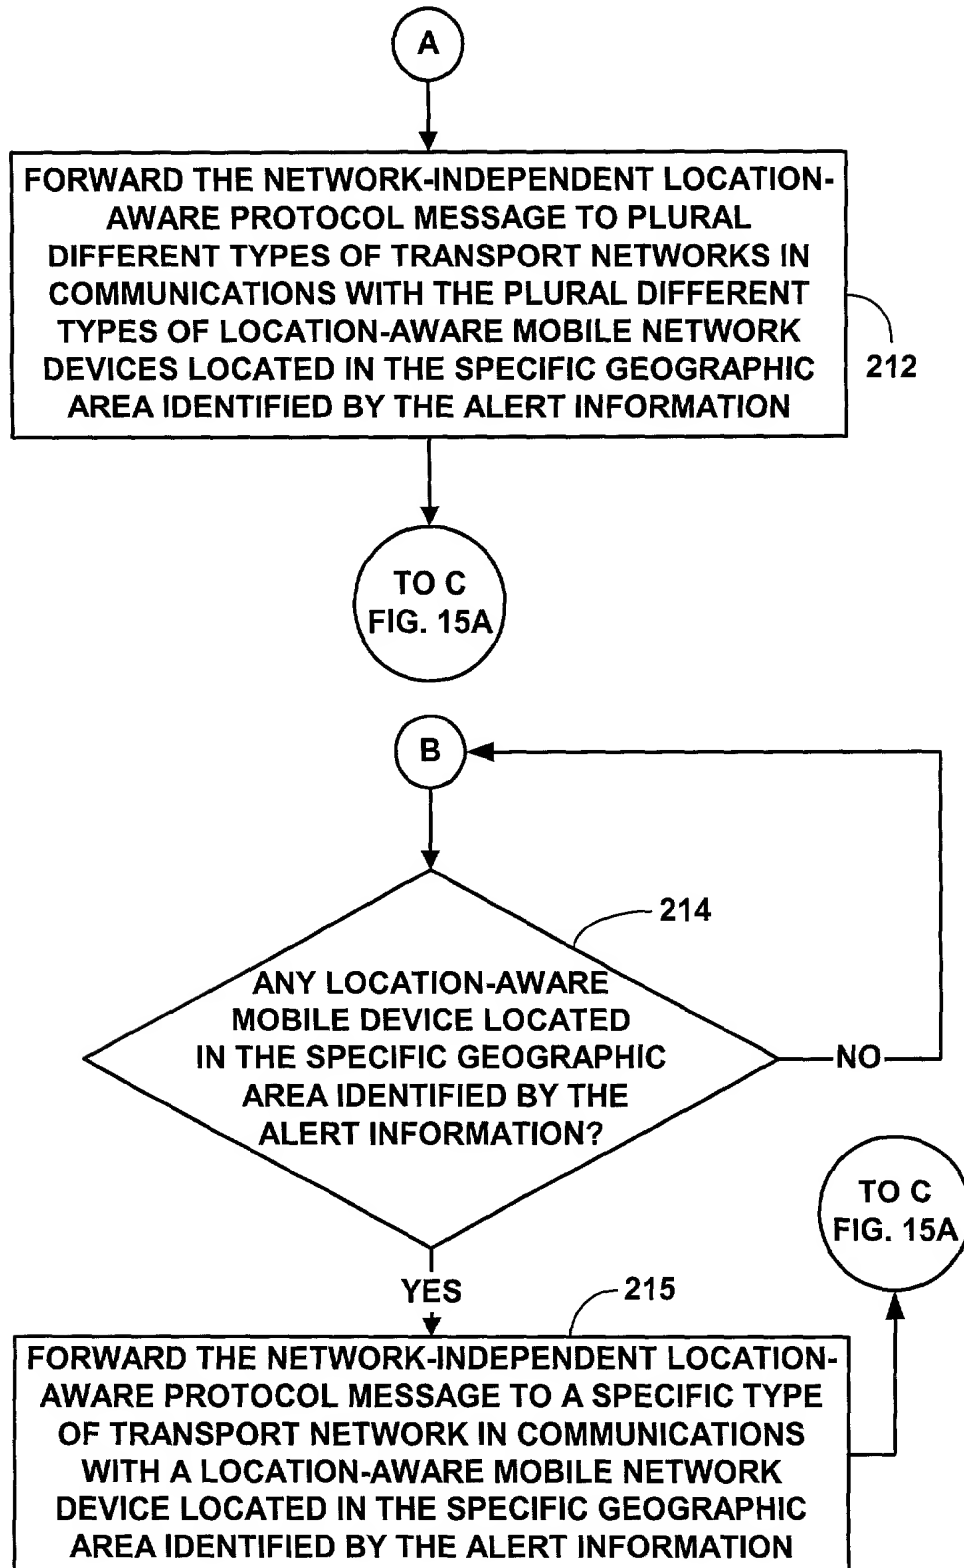 A
FORWARD THE NETWORK-INDEPENDENT LOCATION-
AWARE PROTOCOL MESSAGE TO PLURAL
DIFFERENT TYPES OF TRANSPORT NETWORKS IN
COMMUNICATIONS WITH THE PLURAL DIFFERENT
TYPES OF LOCATION-AWARE MOBILE NETWORK
DEVICES LOCATED IN THE SPECIFIC GEOGRAPHIC
AREA IDENTIFIED BY THE ALERT INFORMATION
212
TO C
FIG. 15A
B
214
ANY LOCATION-AWARE
MOBILE DEVICE LOCATED
IN THE SPECIFIC GEOGRAPHIC
AREA IDENTIFIED BY THE
ALERT INFORMATION?
NO
TO C
FIG. 15A
YES
215
FORWARD THE NETWORK-INDEPENDENT LOCATION-
AWARE PROTOCOL MESSAGE TO A SPECIFIC TYPE
OF TRANSPORT NETWORK IN COMMUNICATIONS
WITH A LOCATION-AWARE MOBILE NETWORK
DEVICE LOCATED IN THE SPECIFIC GEOGRAPHIC
AREA IDENTIFIED BY THE ALERT INFORMATION